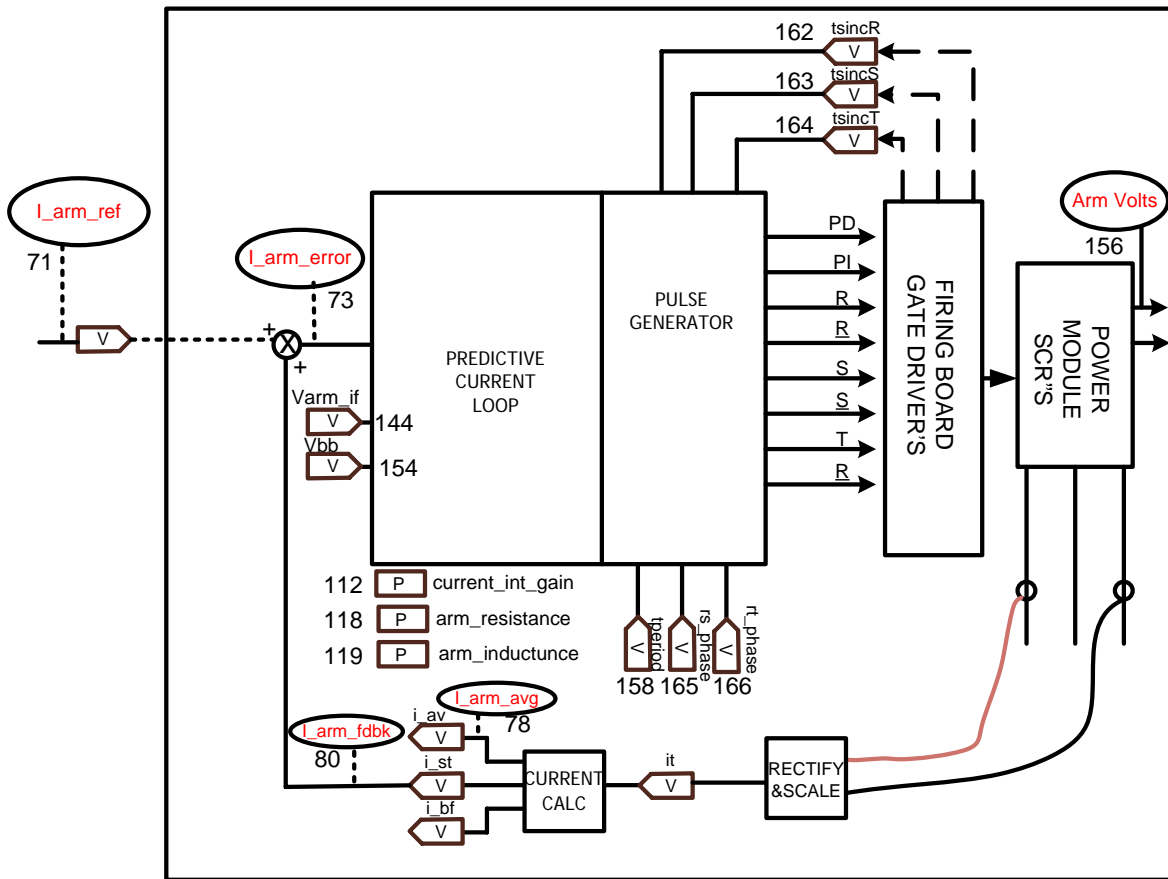 162
tsincR
V
163
tsincS
V
164
tsincT
V
I_arm_ref
71
V
I_arm_error
73
+
X
+
Arm Volts
156
PREDICTIVE
CURRENT
LOOP
PULSE
GENERATOR
PD
PI
R
R
S
S
T
R
FIRING BOARD
GATE DRIVER'S
POWER
MODULE
SCR"S
Varm_if
V
144
Vbb
V
154
112
P
current_int_gain
118
P
arm_resistance
119
P
arm_inductunce
tperiod
V
158
rs_phase
V
165
rt_phase
V
166
I_arm_avg
78
I_arm_fdbk
80
i_av
V
i_st
V
i_bf
V
CURRENT
CALC
it
V
RECTIFY
&SCALE